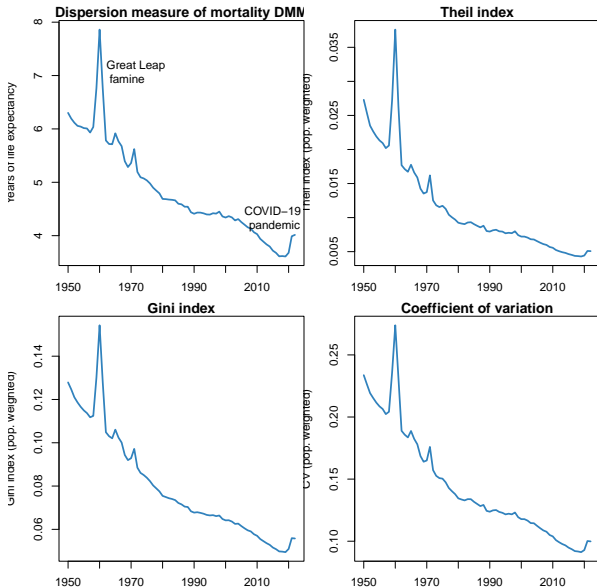 Dispersion measure of mortality DMM
Years of life expectancy
8
7
6
5
4
Great Leap
famine
COVID−19
pandemic
1950
1970
1990
2010
Theil index
Theil index (pop. weighted)
0.035
0.025
0.015
0.005
1950
1970
1990
2010
Gini index
Gini index (pop. weighted)
0.14
0.12
0.10
0.08
0.06
1950
1970
1990
2010
Coefficient of variation
CV (pop. weighted)
0.25
0.20
0.15
0.10
1950
1970
1990
2010